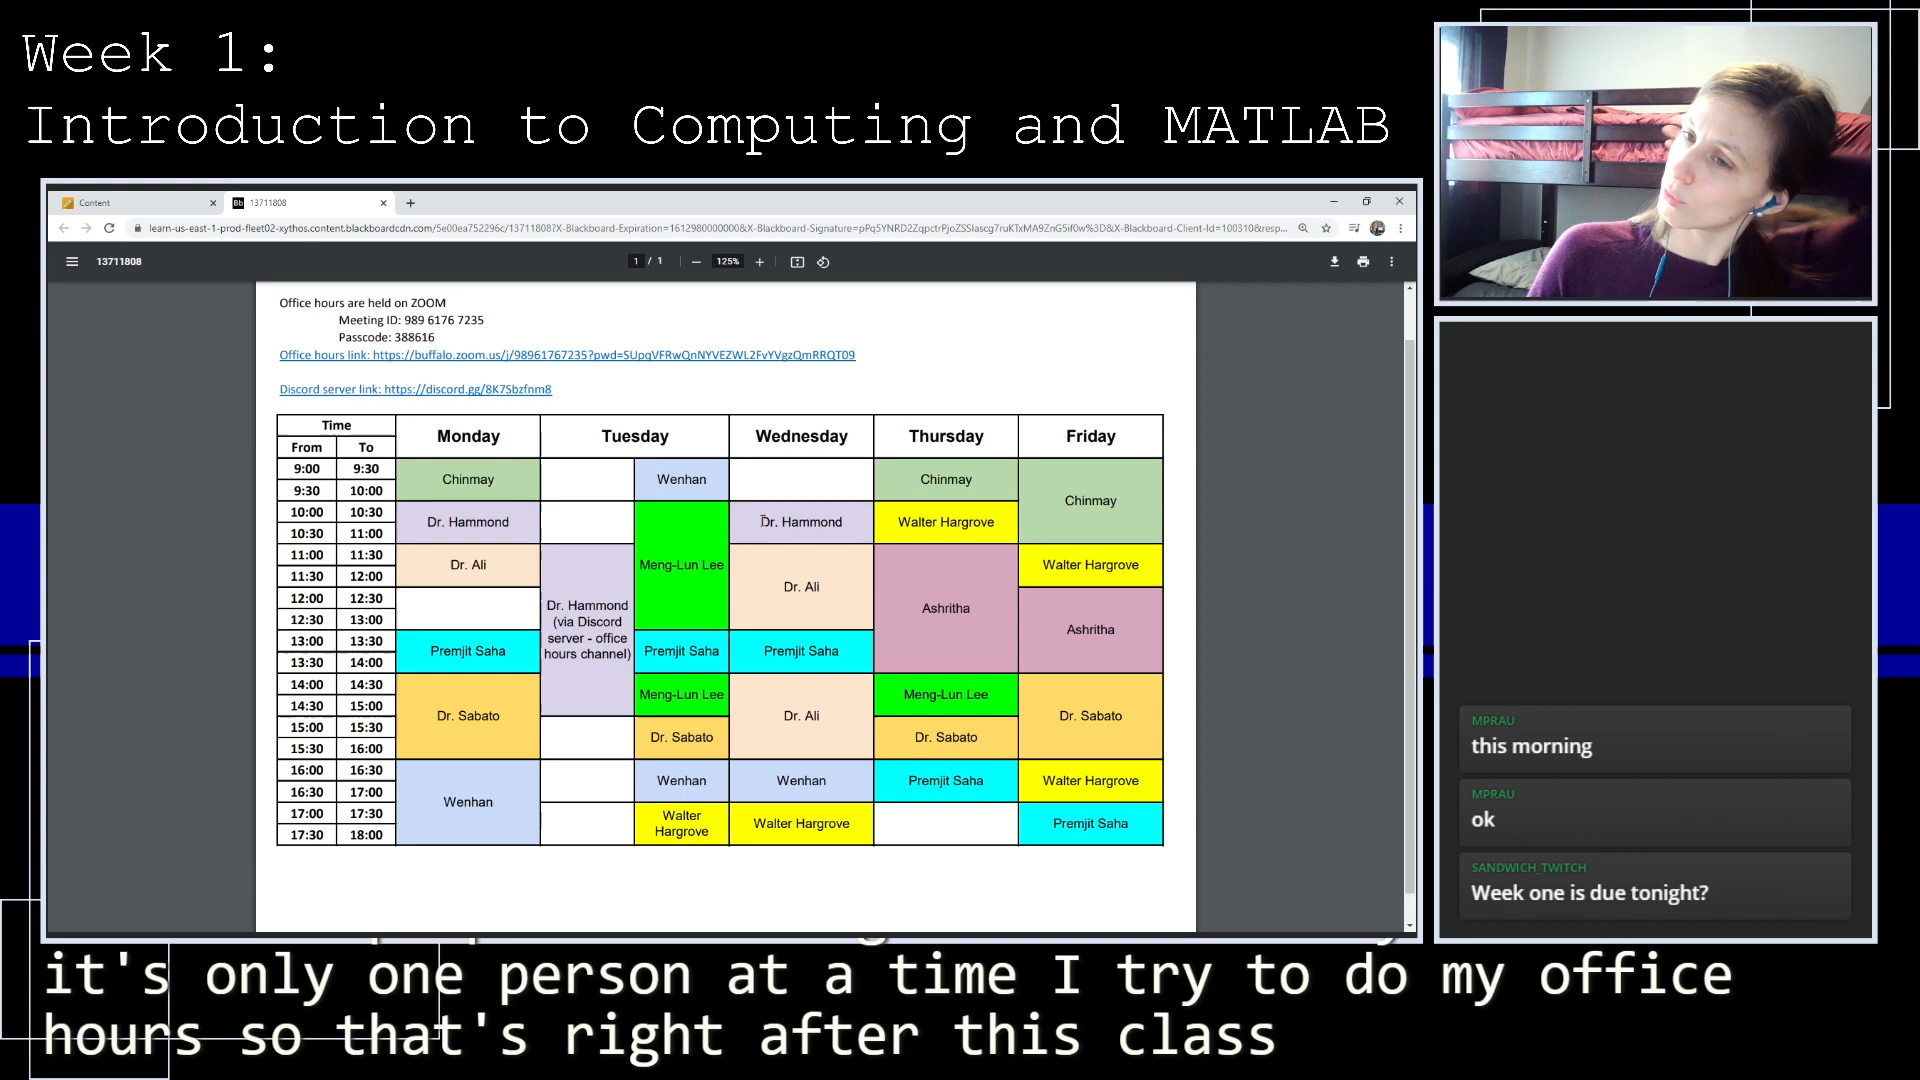 Week 1:
Introduction to Computing and MATLAB
Content
13711808
learn-us-east-1-prod-fleet02-xythos.content.blackboardcdn.com/5e00ea752296c/13711808?X-Blackboard-Expiration=1612980000000&X-Blackboard-Signature=pPq5YNRD2ZqpctrPjoZSSlascg7ruKTxMA9ZnG5if0w%3D&X-Blackboard-Client-Id=100310&resp...
13711808
1 / 1
125%
Office hours are held on ZOOM
Meeting ID: 989 6176 7235
Passcode: 388616
Office hours link: https://buffalo.zoom.us/j/98961767235?pwd=SUpqVFRwQnNYVEZWL2FvYVgzQmRRQT09
Discord server link: https://discord.gg/8K7Sbzfnm8
Time Monday Tuesday Wednesday Thursday Friday
From To
9:00 9:30 Chinmay Wenhan Chinmay Chinmay
9:30 10:00
10:00 10:30 Dr. Hammond Meng-Lun Lee Dr. Hammond Walter Hargrove
10:30 11:00
11:00 11:30 Dr. Ali Dr. Hammond (via Discord server - office hours channel) Dr. Ali Ashritha Walter Hargrove
11:30 12:00
12:00 12:30 Ashritha
12:30 13:00
13:00 13:30 Premjit Saha Premjit Saha Premjit Saha
13:30 14:00
14:00 14:30 Dr. Sabato Meng-Lun Lee Dr. Ali Meng-Lun Lee Dr. Sabato
14:30 15:00
15:00 15:30 Dr. Sabato Dr. Sabato
15:30 16:00
16:00 16:30 Wenhan Wenhan Wenhan Premjit Saha Walter Hargrove
16:30 17:00
17:00 17:30 Walter Hargrove Walter Hargrove Premjit Saha
17:30 18:00
MPRAU
this morning
MPRAU
ok
SANDWICH_TWITCH
Week one is due tonight?
it's only one person at a time I try to do my office
hours so that's right after this class